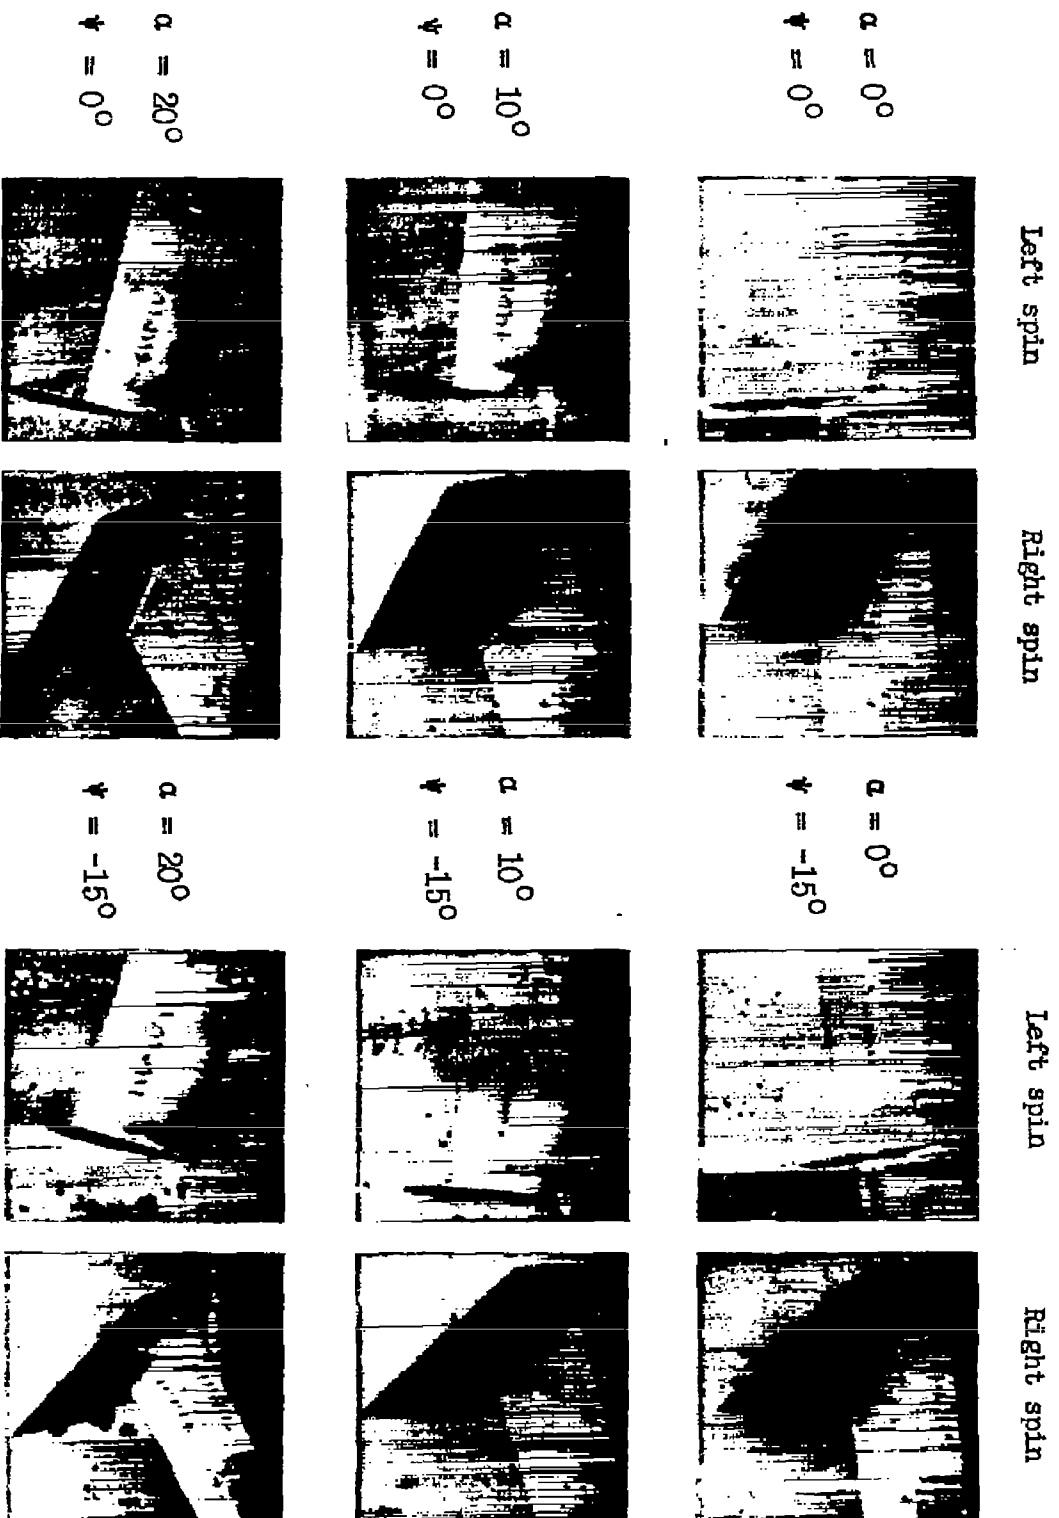 Left spin Right spin Left spin Right spin
α = 0° α = 0°
ψ = 0° ψ = -15°
α = 10° α = 10°
ψ = 0° ψ = -15°
α = 20° α = 20°
ψ = 0° ψ = -15°